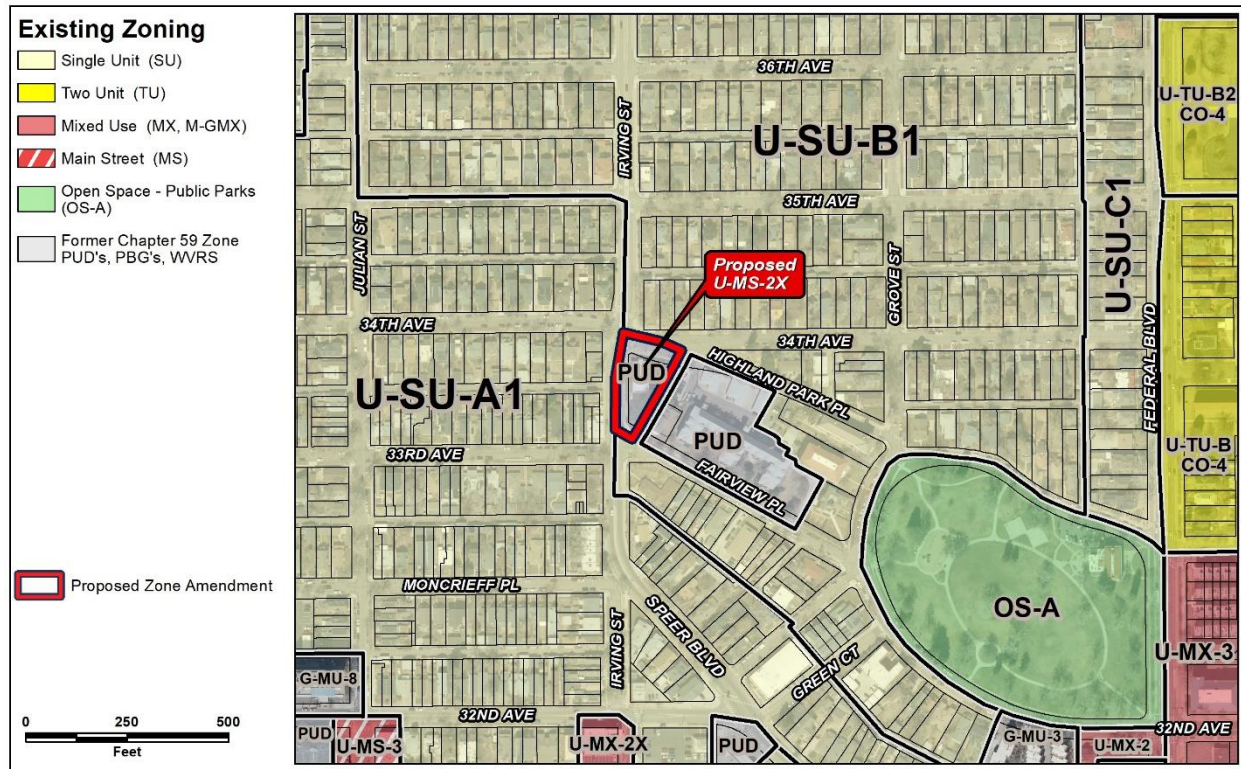 Existing Zoning
Single Unit (SU)
Two Unit (TU)
Mixed Use (MX, M-GMX)
Main Street (MS)
Open Space - Public Parks
(OS-A)
Former Chapter 59 Zone
PUD's, PBG's, WVRS
Proposed Zone Amendment
0 250 500
Feet
36TH AVE
IRVING ST
U-SU-B1
U-TU-B2
CO-4
35TH AVE
JULIAN ST
U-SU-C1
Proposed
U-MS-2X
GROVE ST
34TH AVE
34TH AVE
FEDERAL BLVD
HIGHLAND PARK PL
PUD
U-SU-A1
PUD
U-TU-B
CO-4
33RD AVE
FAIRVIEW PL
MONCRIEFF PL
OS-A
SPEER BLVD
IRVING ST
GREEN CT
U-MX-3
G-MU-8
32ND AVE
32ND AVE
PUD
U-MS-3
U-MX-2X
PUD
G-MU-3
U-MX-2